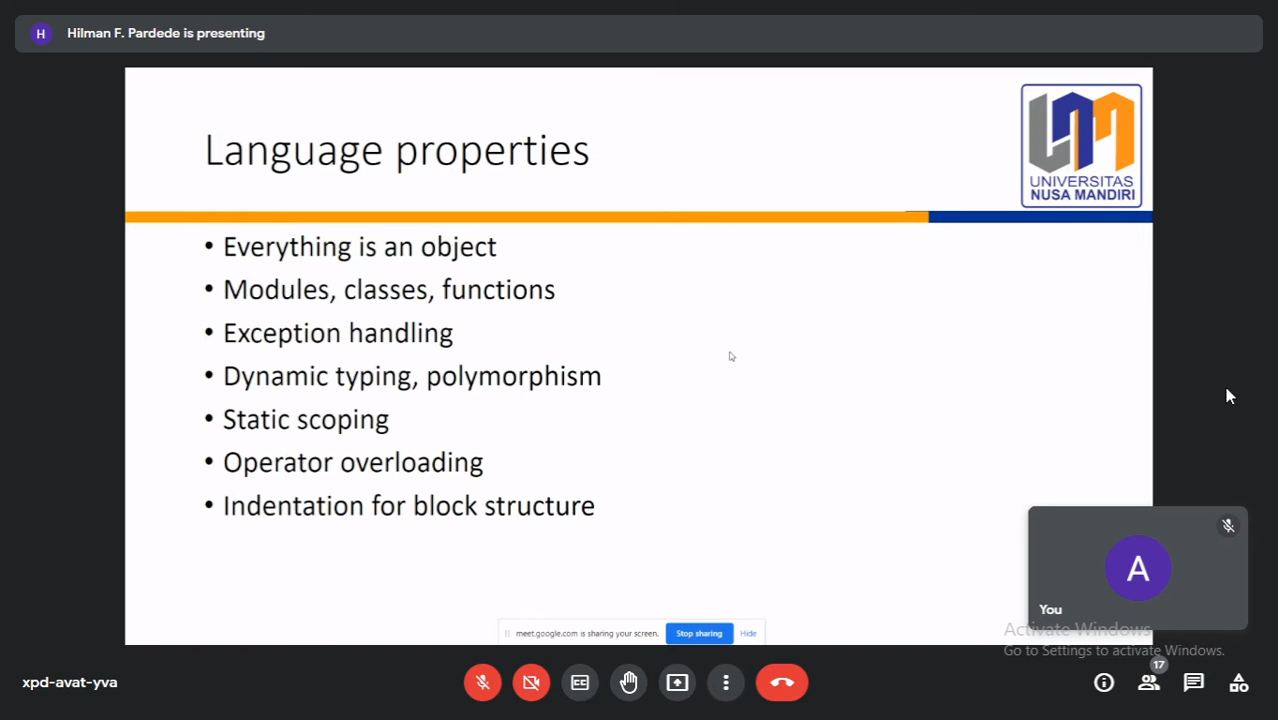 H
Hilman F. Pardede is presenting
UNIVERSITAS
NUSA MANDIRI
Language properties
• Everything is an object
• Modules, classes, functions
• Exception handling
• Dynamic typing, polymorphism
• Static scoping
• Operator overloading
• Indentation for block structure
A
You
Activate Windows
Go to Settings to activate Windows.
meet.google.com is sharing your screen. Stop sharing Hide
xpd-avat-yva
CC
17